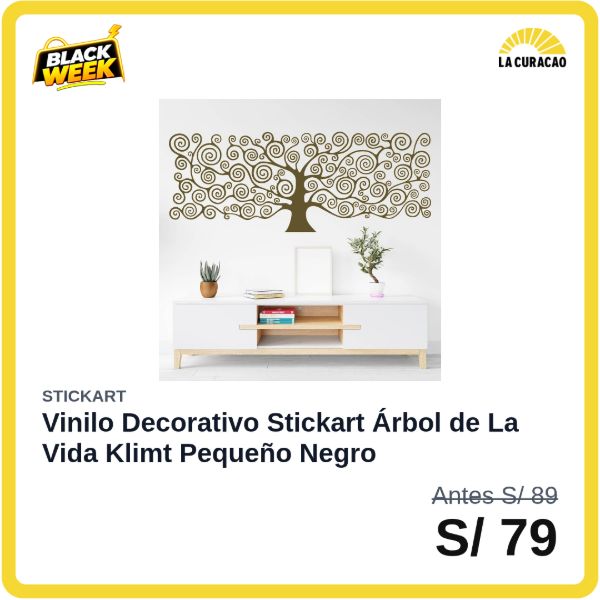 BLACK
WEEK
LA CURACAO
STICKART
Vinilo Decorativo Stickart Árbol de La
Vida Klimt Pequeño Negro
Antes S/ 89
S/ 79